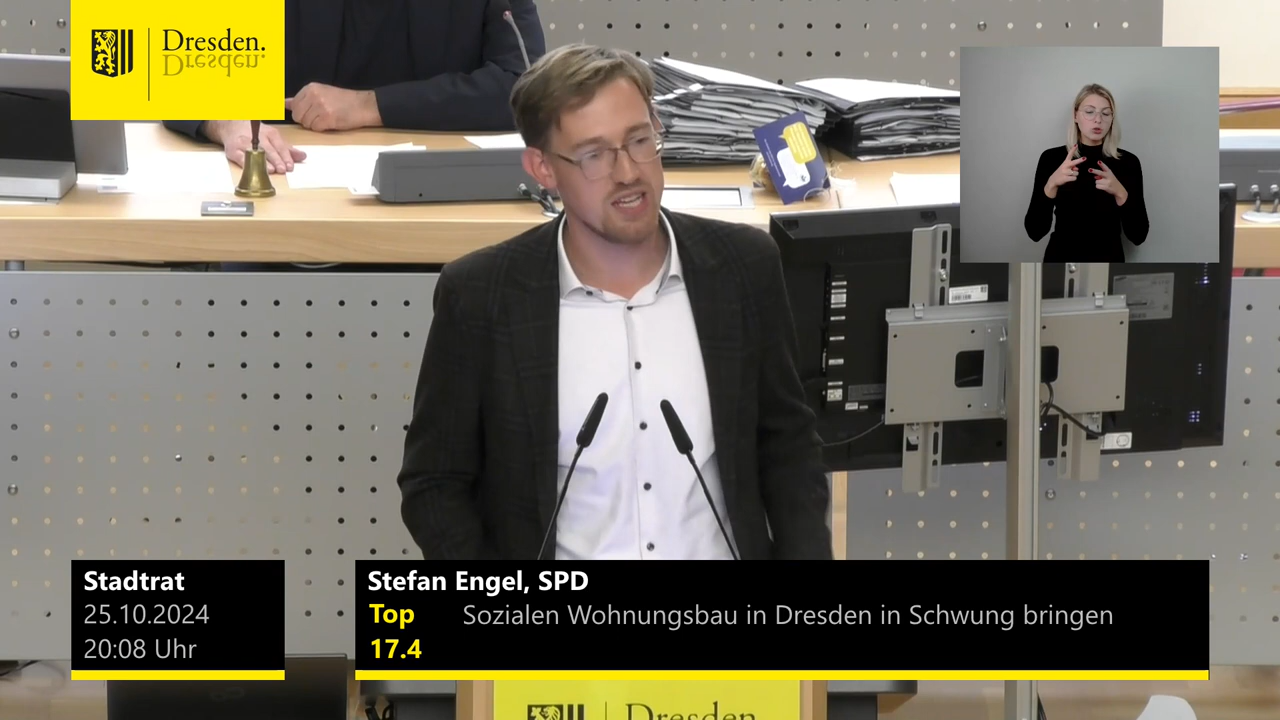 Dresden.
Dresden.
Stadtrat
25.10.2024
20:08 Uhr
Stefan Engel, SPD
Top Sozialen Wohnungsbau in Dresden in Schwung bringen
17.4
Dresden.